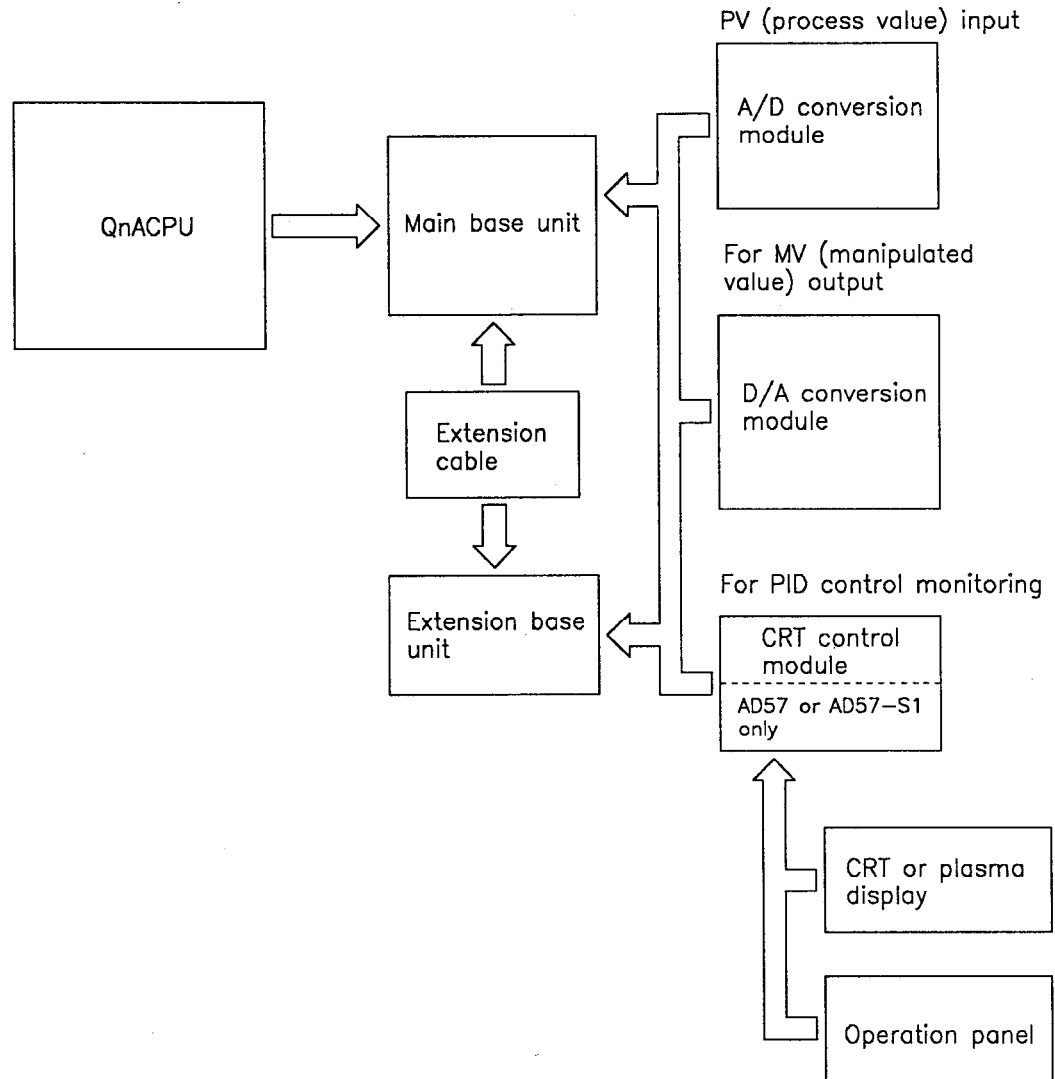 PV (process value) input
A/D conversion
module
QnACPU
Main base unit
For MV (manipulated
value) output
D/A conversion
module
Extension
cable
For PID control monitoring
Extension base
unit
CRT control
module
AD57 or AD57-S1
only
CRT or plasma
display
Operation panel